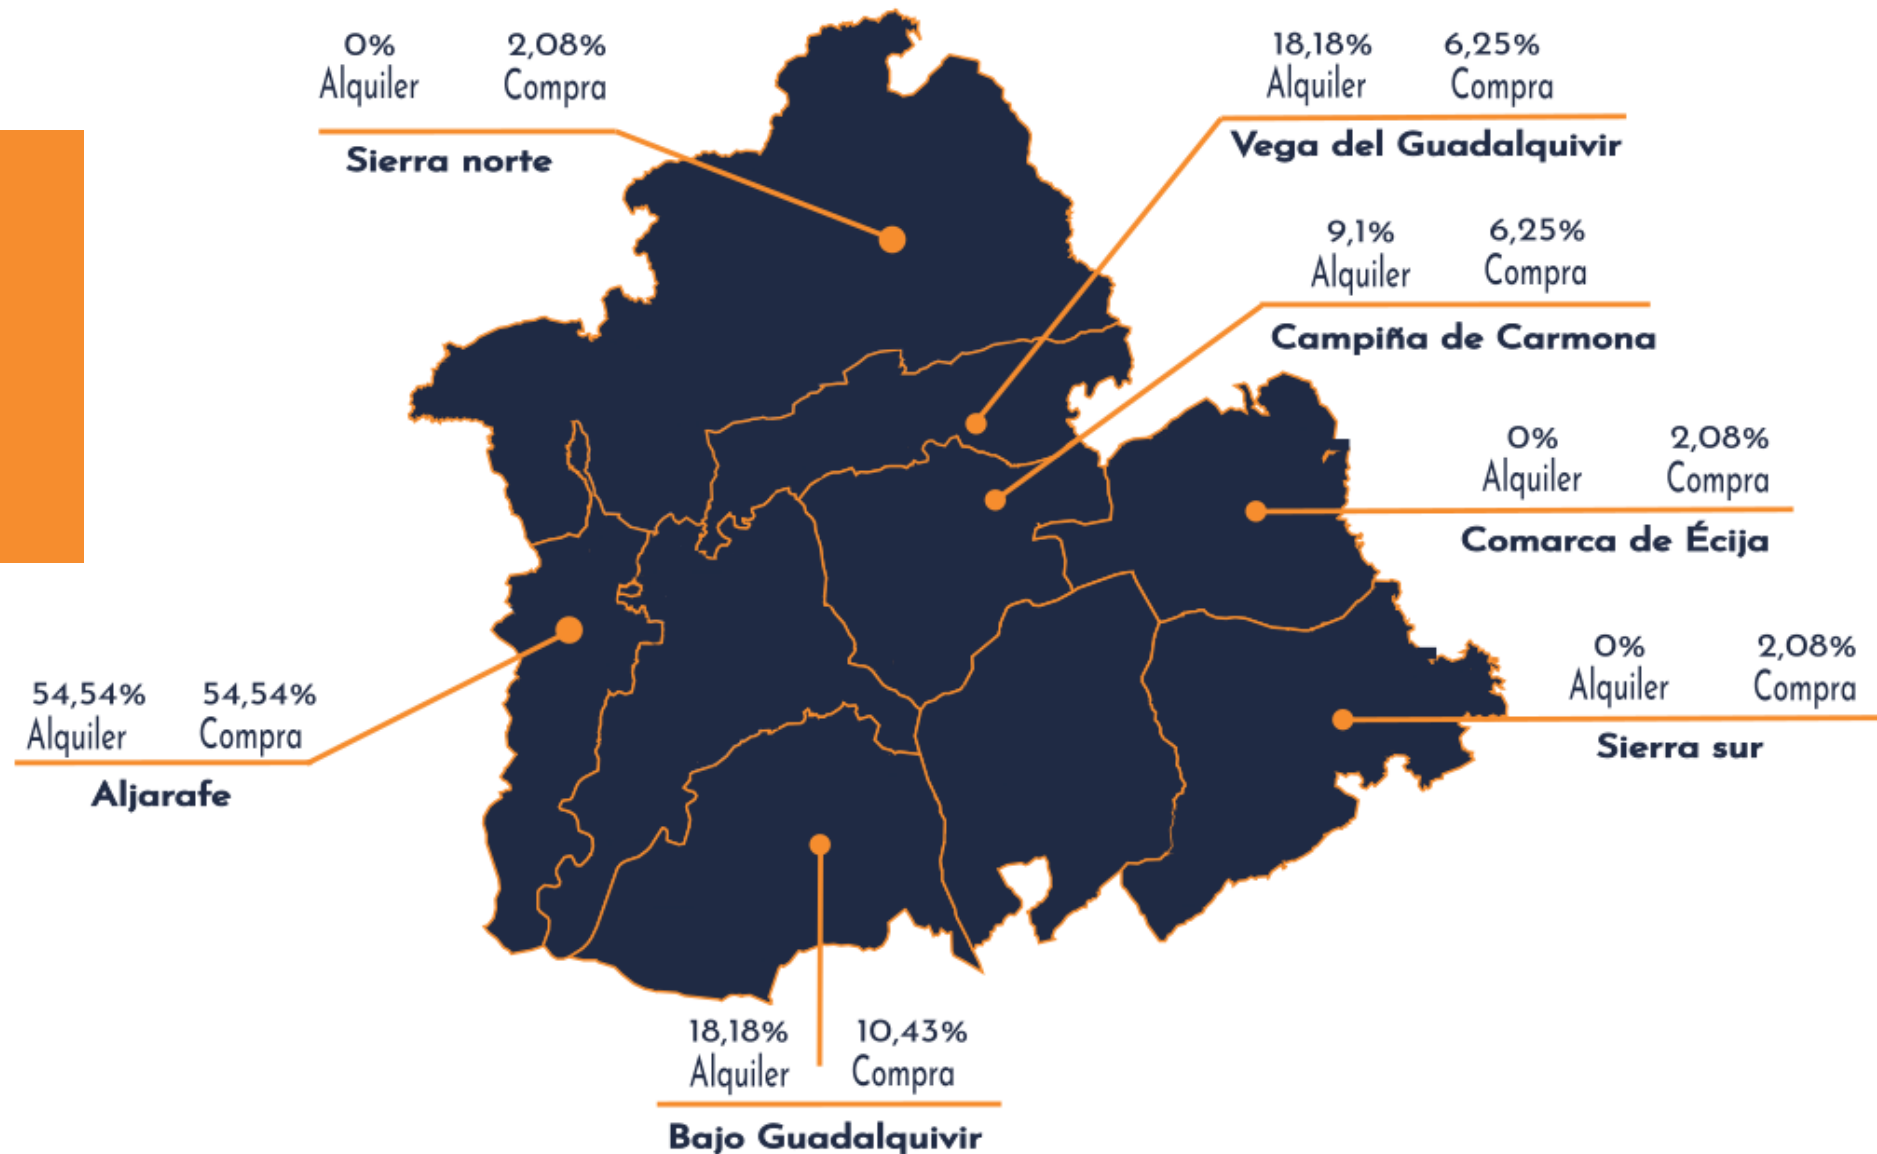 0% 2,08%
Alquiler Compra
Sierra norte
18,18% 6,25%
Alquiler Compra
Vega del Guadalquivir
9,1% 6,25%
Alquiler Compra
Campiña de Carmona
0% 2,08%
Alquiler Compra
Comarca de Écija
0% 2,08%
Alquiler Compra
Sierra sur
54,54% 54,54%
Alquiler Compra
Aljarafe
18,18% 10,43%
Alquiler Compra
Bajo Guadalquivir